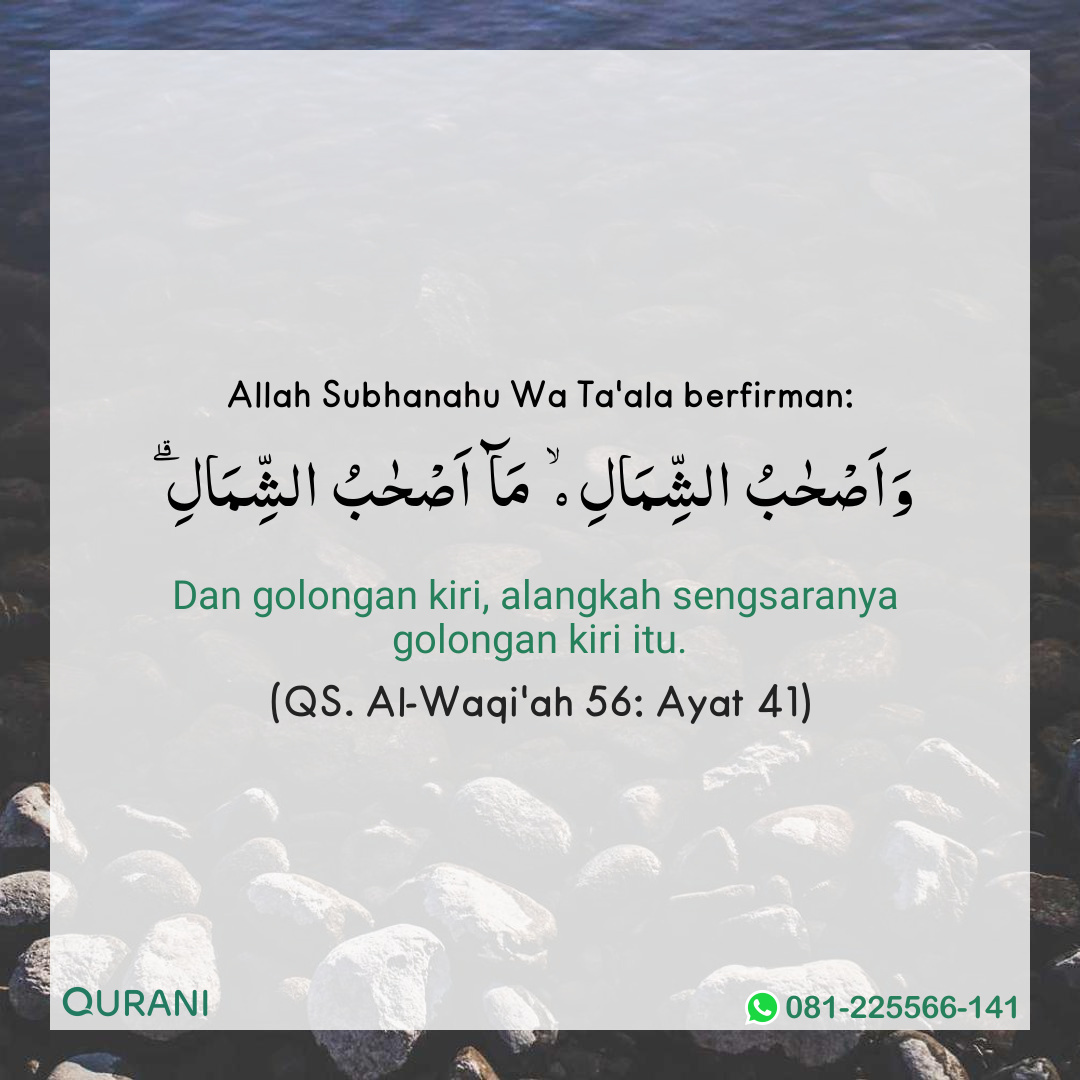 Allah Subhanahu Wa Ta'ala berfirman:
وَاَصْحٰبُ الشِّمَالِ ەۙ مَآ اَصْحٰبُ الشِّمَالِۗ
Dan golongan kiri, alangkah sengsaranya
golongan kiri itu.
(QS. Al-Waqi'ah 56: Ayat 41)
QURANI
081-225566-141